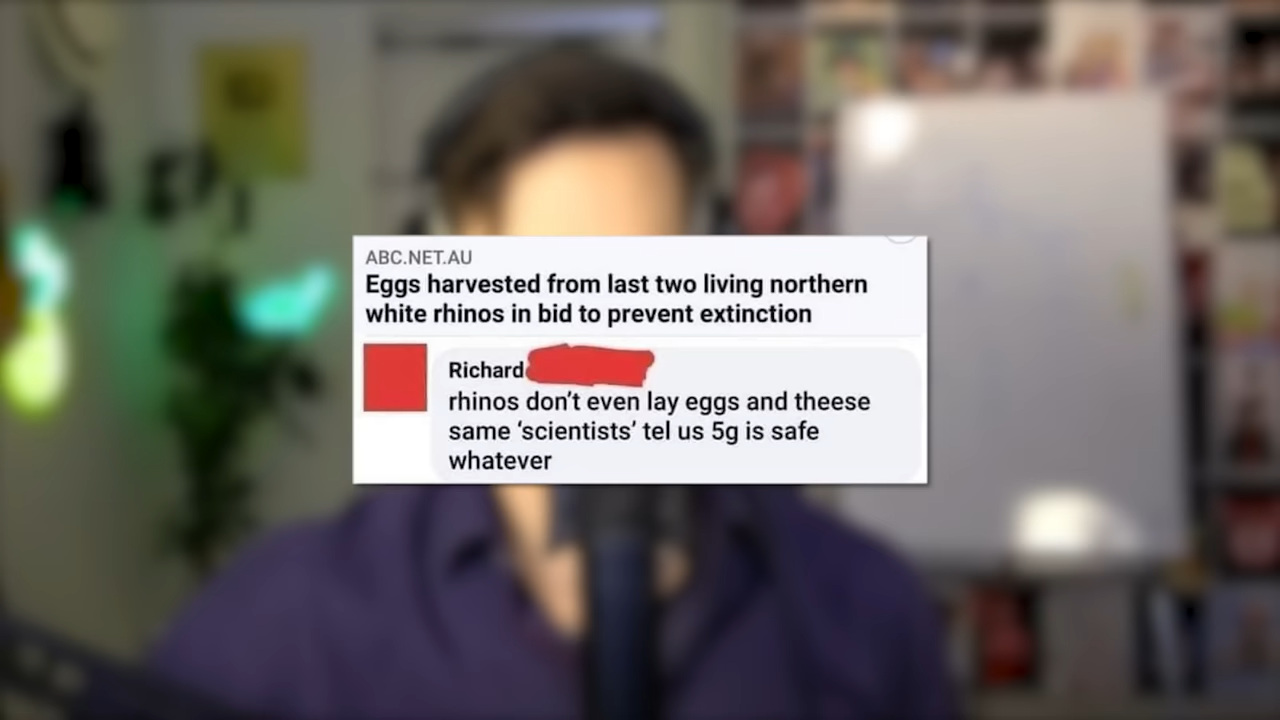 ABC.NET.AU
Eggs harvested from last two living northern
white rhinos in bid to prevent extinction
Richard
rhinos don’t even lay eggs and theese
same ‘scientists’ tel us 5g is safe
whatever